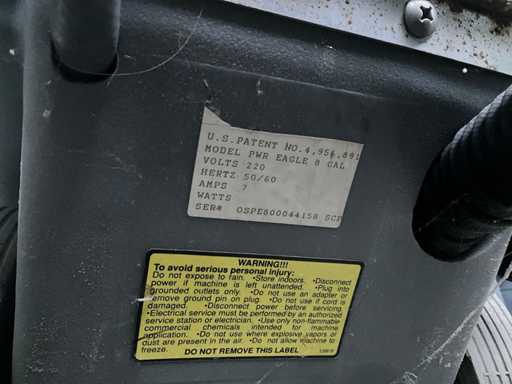 U.S.PATENT NO.4,956,891
MODEL PWR EAGLE 8 GAL
VOLTS 220
HERTZ 50/60
AMPS 7
WATTS
SER# OSPE800044158 SCP
WARNING!!!
To avoid serious personal injury:
Do not expose to rain. •Store indoors. •Disconnect
power if machine is left unattended. •Plug into
grounded outlets only. •Do not use an adapter or
remove ground pin on plug. •Do not use if cord is
damaged. •Disconnect power before servicing.
•Electrical service must be performed by an authorized
service station or electrician. •Use only non-flammable
commercial chemicals intended for machine
application. •Do not use where explosive vapors or
dust are present in the air. •Do not allow machine to
freeze.
DO NOT REMOVE THIS LABEL